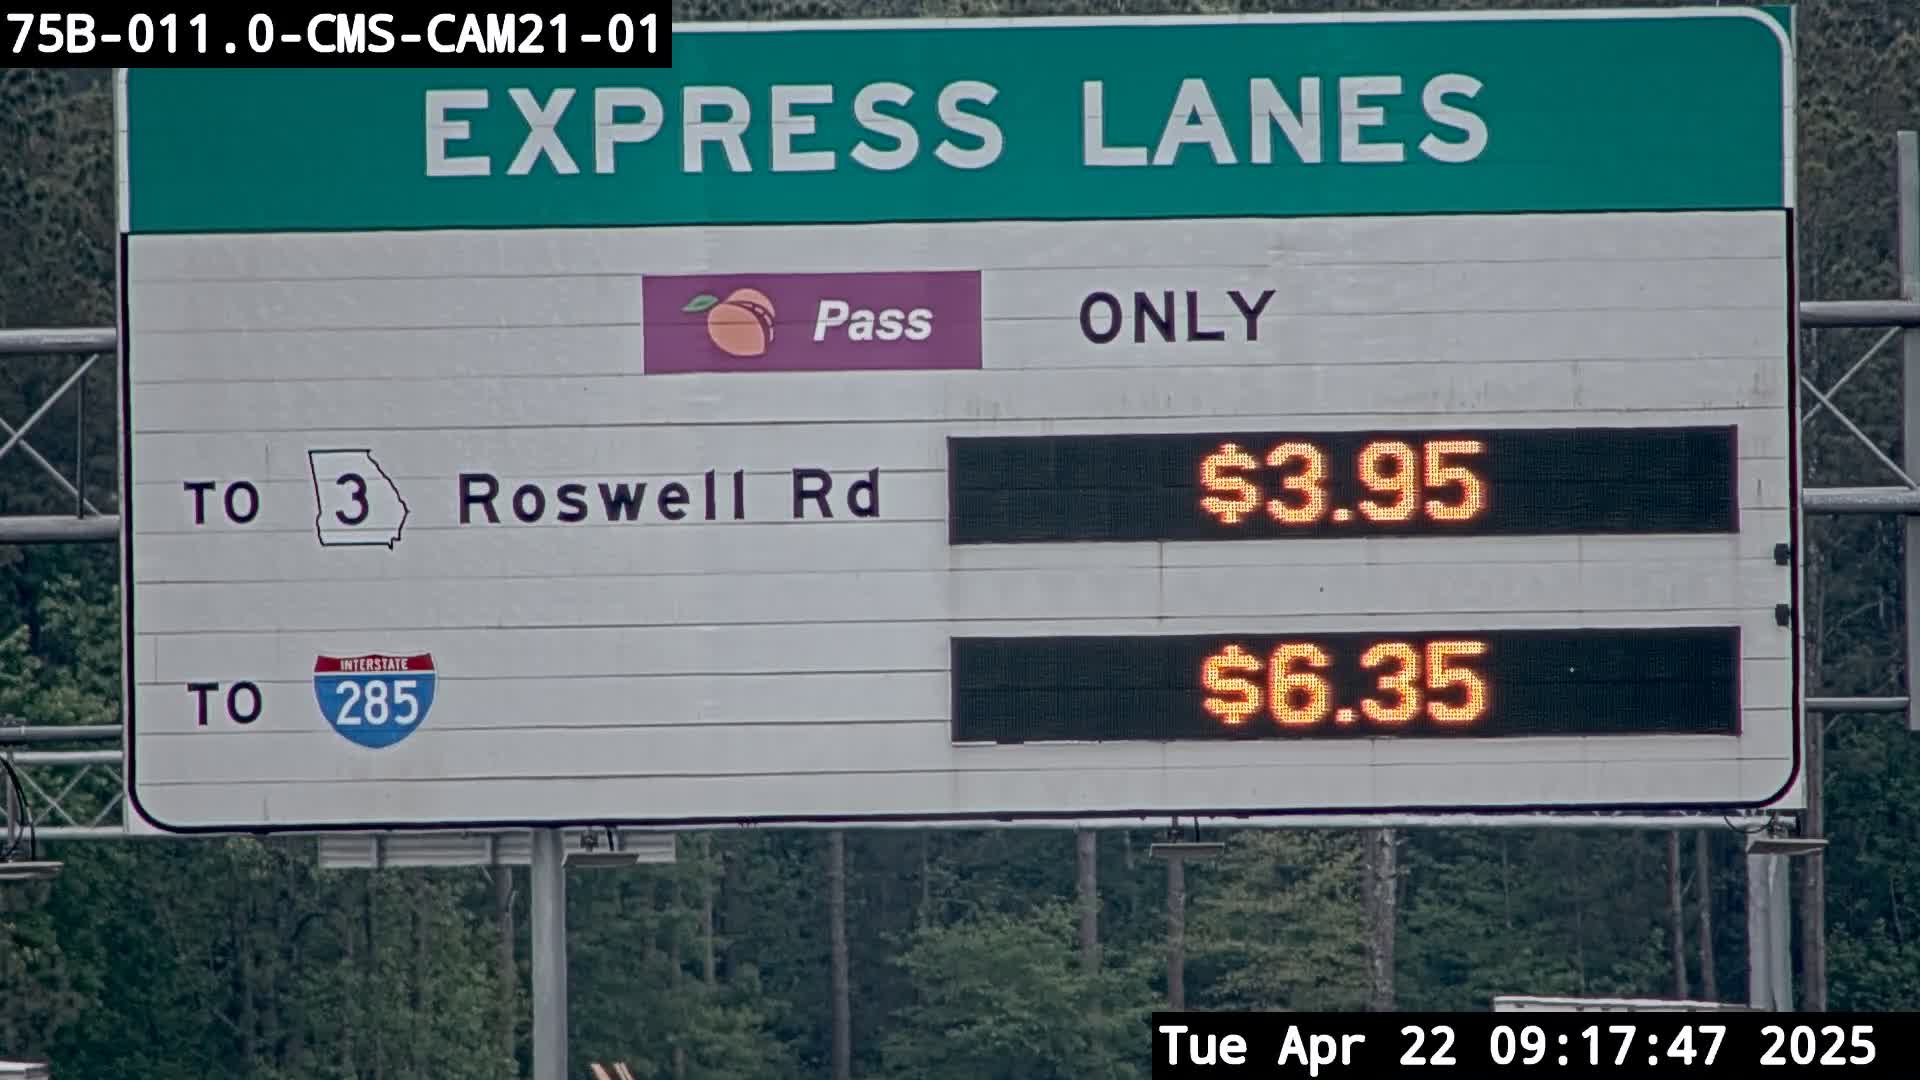 75B-011.0-CMS-CAM21-01
EXPRESS LANES
Pass ONLY
TO 3 Roswell Rd $3.95
INTERSTATE
TO 285 $6.35
Tue Apr 22 09:17:47 2025